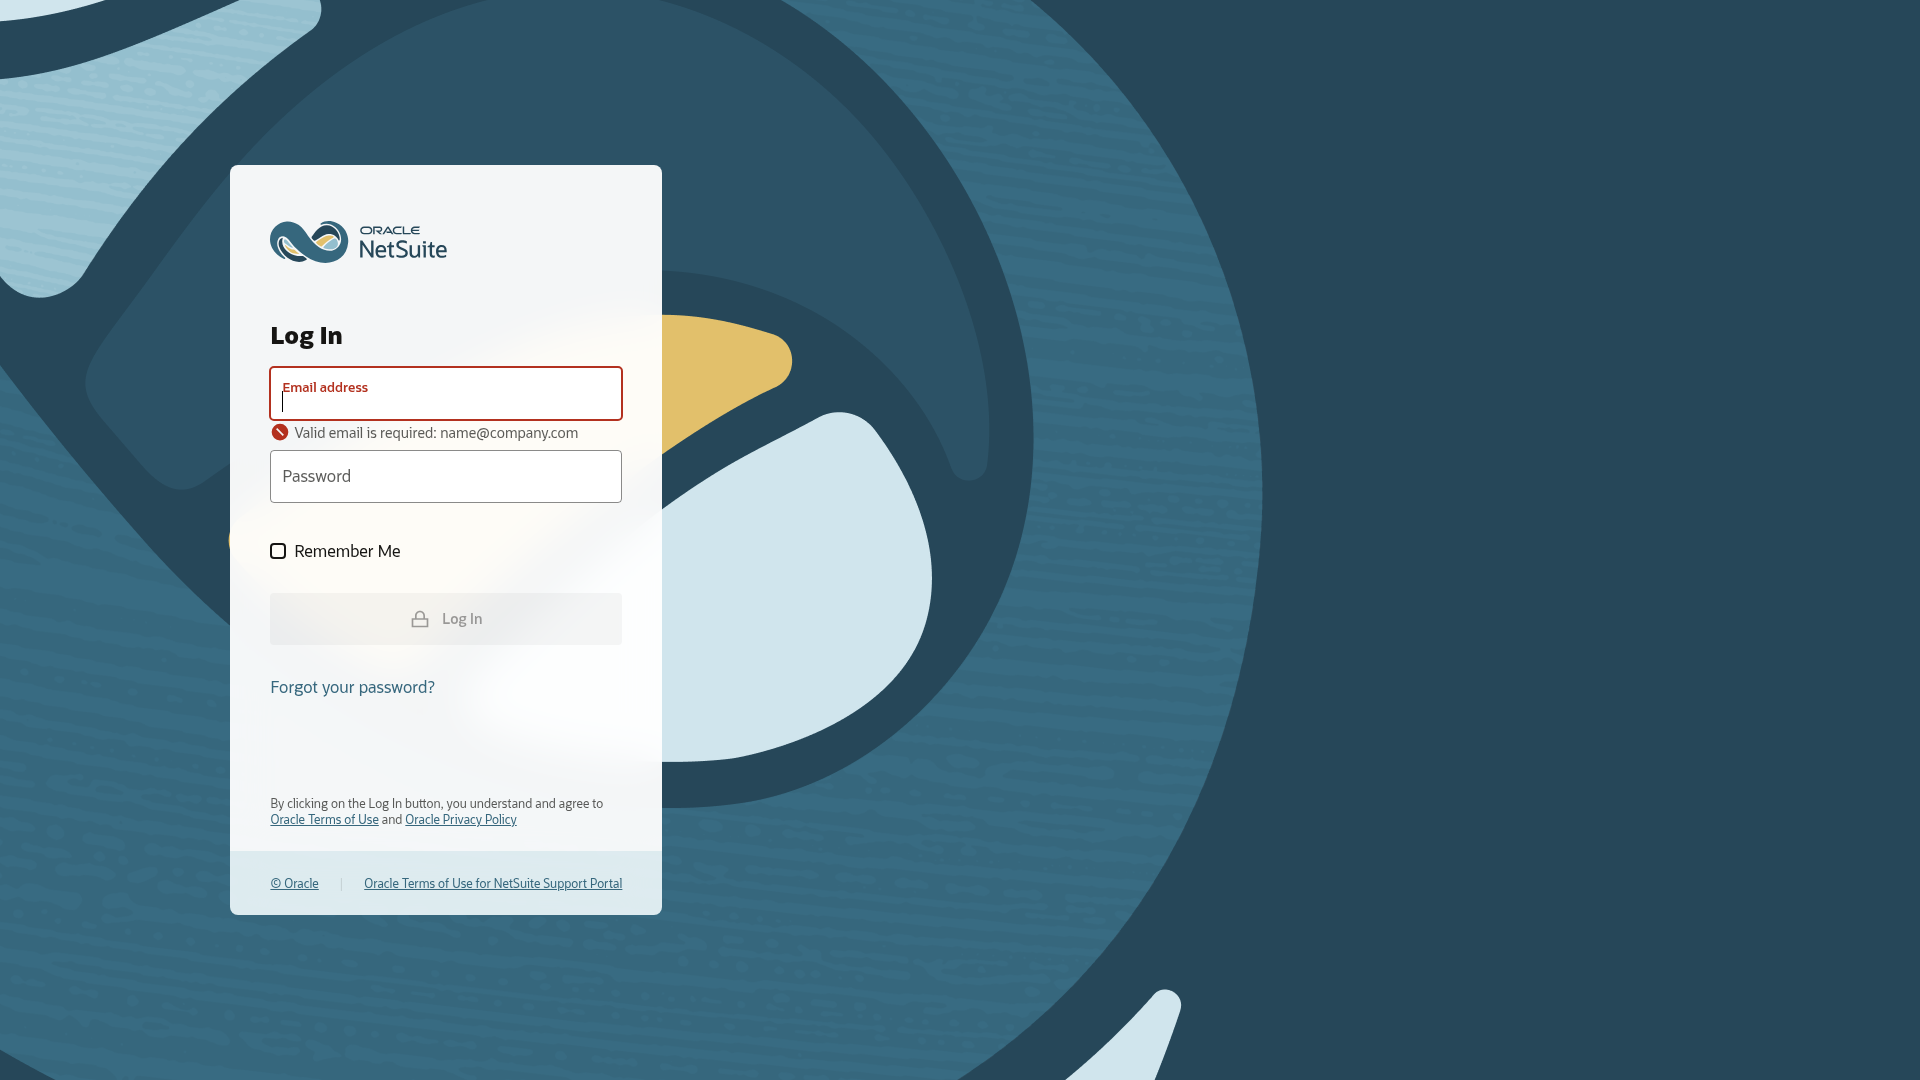 ORACLE
NetSuite
Log In
Email address
Valid email is required: name@company.com
Password
Remember Me
Log In
Forgot your password?
By clicking on the Log In button, you understand and agree to
Oracle Terms of Use and Oracle Privacy Policy
© Oracle | Oracle Terms of Use for NetSuite Support Portal